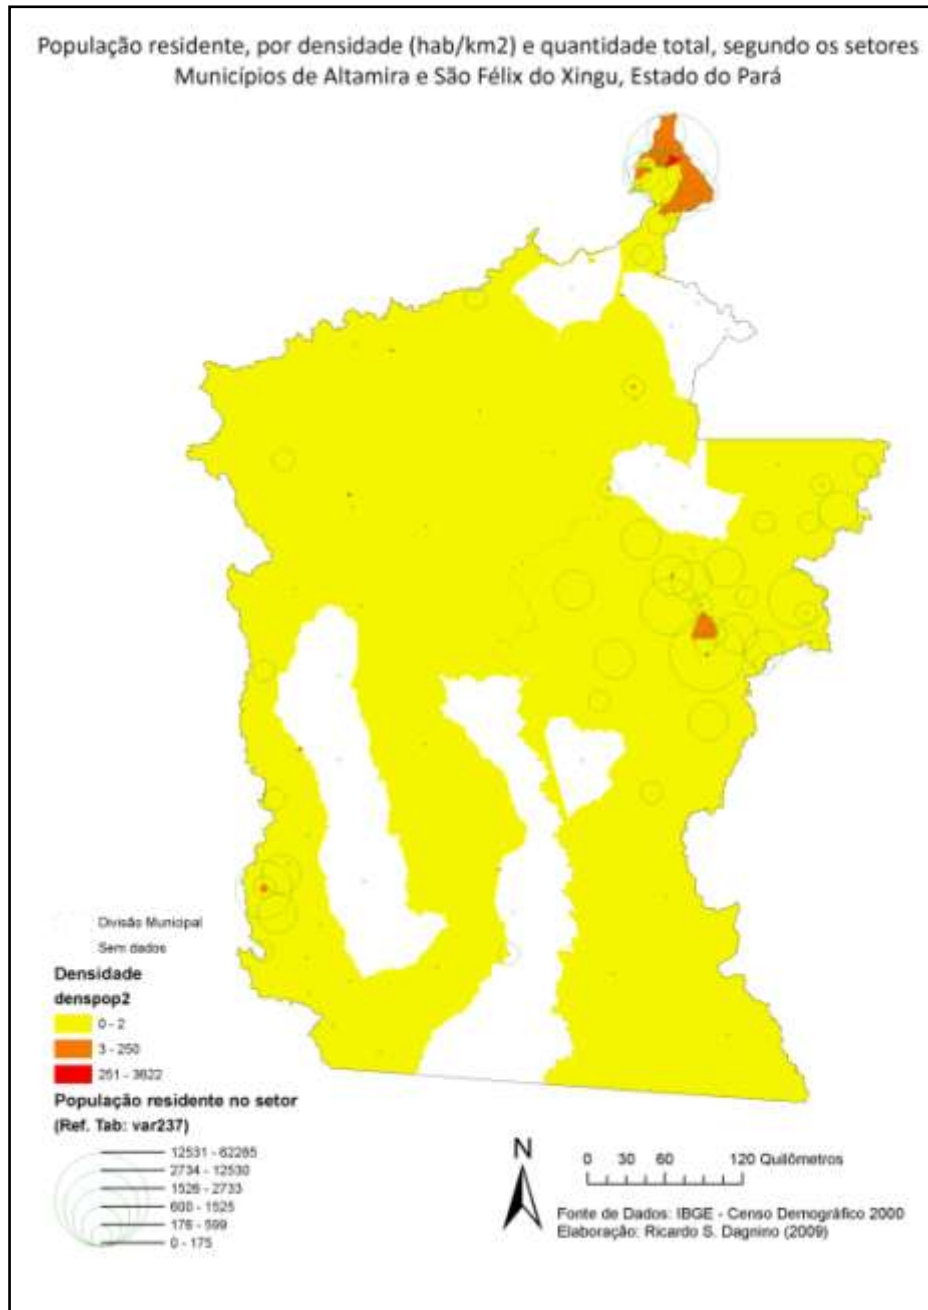 População residente, por densidade (hab/km2) e quantidade total, segundo os setores
Municípios de Altamira e São Félix do Xingu, Estado do Pará
Divisão Municipal
Sem dados
Densidade
denspop2
0 - 2
3 - 250
251 - 3622
População residente no setor
(Ref. Tab: var237)
12531 - 62265
2734 - 12530
1526 - 2733
600 - 1525
176 - 599
0 - 175
N
0 30 60 120 Quilômetros
Fonte de Dados: IBGE - Censo Demográfico 2000
Elaboração: Ricardo S. Dagnino (2009)